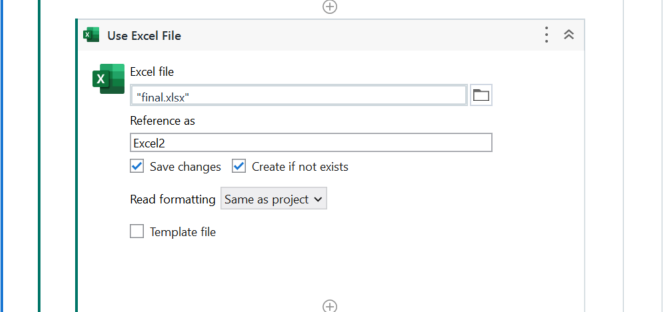 Use Excel File
Excel file
"final.xlsx"
Reference as
Excel2
Save changes Create if not exists
Read formatting Same as project
Template file